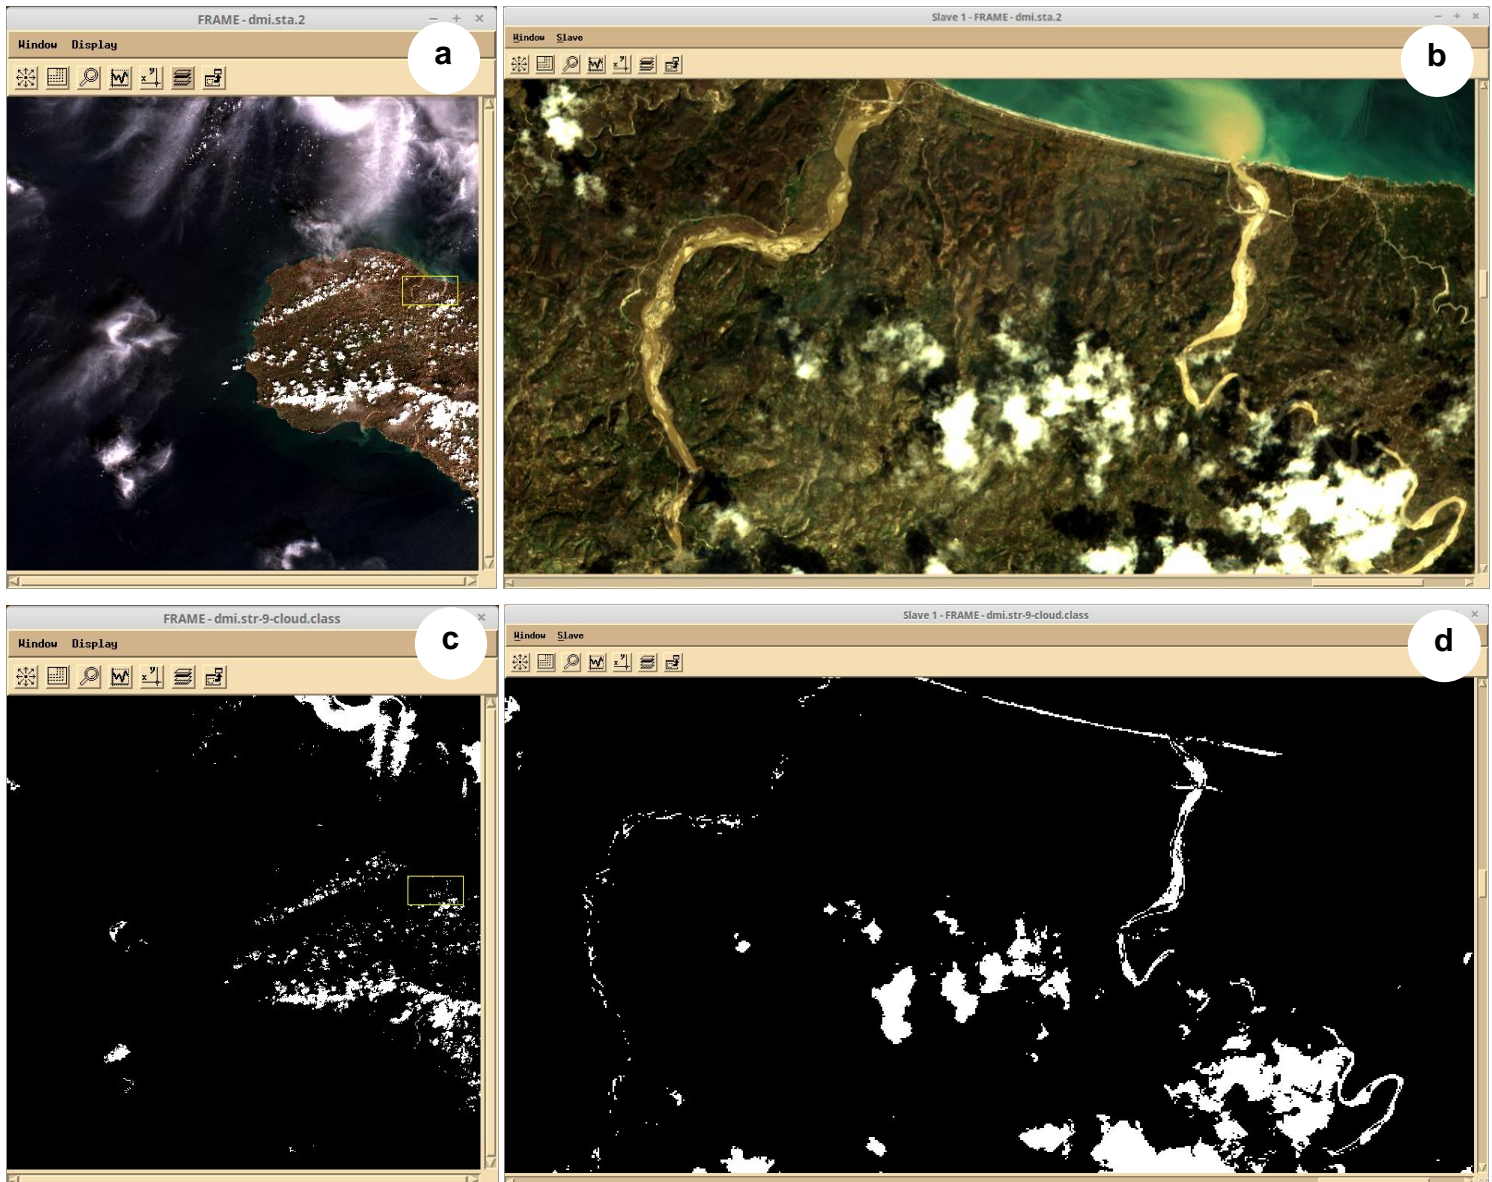 FRAME - dmi.sta.2
Window Display
a
Slave 1 - FRAME - dmi.sta.2
Window Slave
b
FRAME - dmi.str-9-cloud.class
Window Display
c
Slave 1 - FRAME - dmi.str-9-cloud.class
Window Slave
d